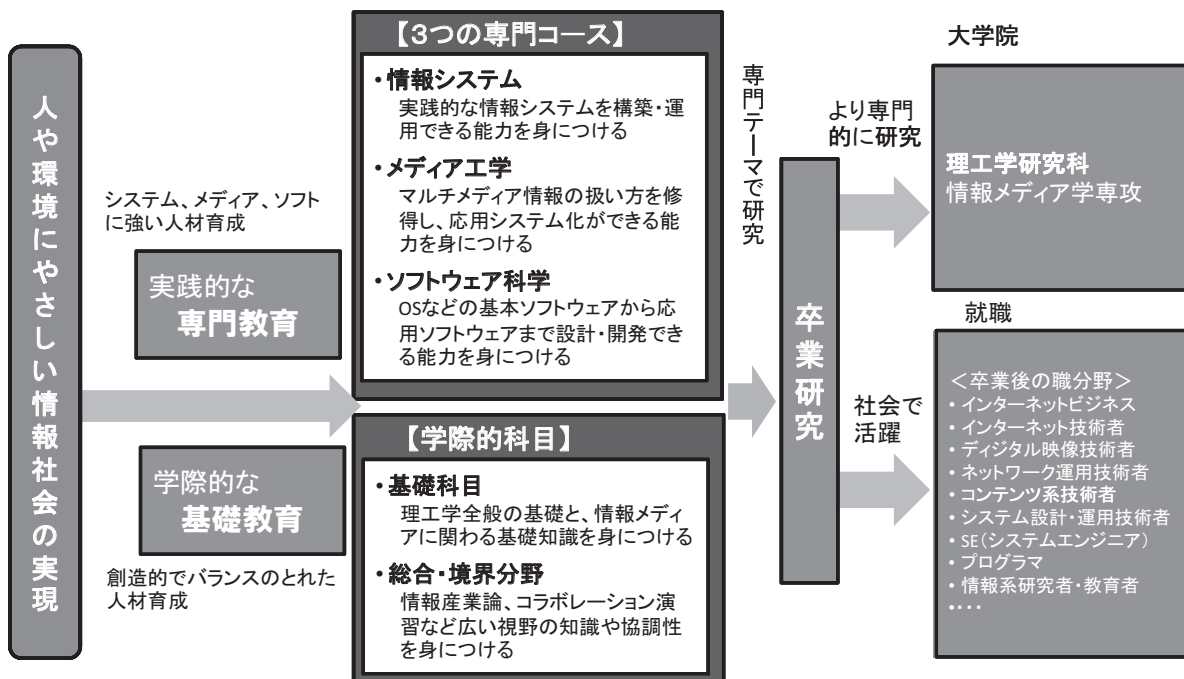 人や環境にやさしい情報社会の実現
システム、メディア、ソフト
に強い人材育成
実践的な
専門教育
学際的な
基礎教育
創造的でバランスのとれた
人材育成
【3つの専門コース】
・情報システム
実践的な情報システムを構築・運
用できる能力を身につける
・メディア工学
マルチメディア情報の扱い方を修
得し、応用システム化ができる能
力を身につける
・ソフトウェア科学
OSなどの基本ソフトウェアから応
用ソフトウェアまで設計・開発でき
る能力を身につける
【学際的科目】
・基礎科目
理工学全般の基礎と、情報メディ
アに関わる基礎知識を身につける
・総合・境界分野
情報産業論、コラボレーション演
習など広い視野の知識や協調性
を身につける
専門テーマで研究
卒業研究
より専門
的に研究
大学院
理工学研究科
情報メディア学専攻
社会で
活躍
就職
＜卒業後の職分野＞
・インターネットビジネス
・インターネット技術者
・ディジタル映像技術者
・ネットワーク運用技術者
・コンテンツ系技術者
・システム設計・運用技術者
・SE(システムエンジニア)
・プログラマ
・情報系研究者・教育者
・・・・・